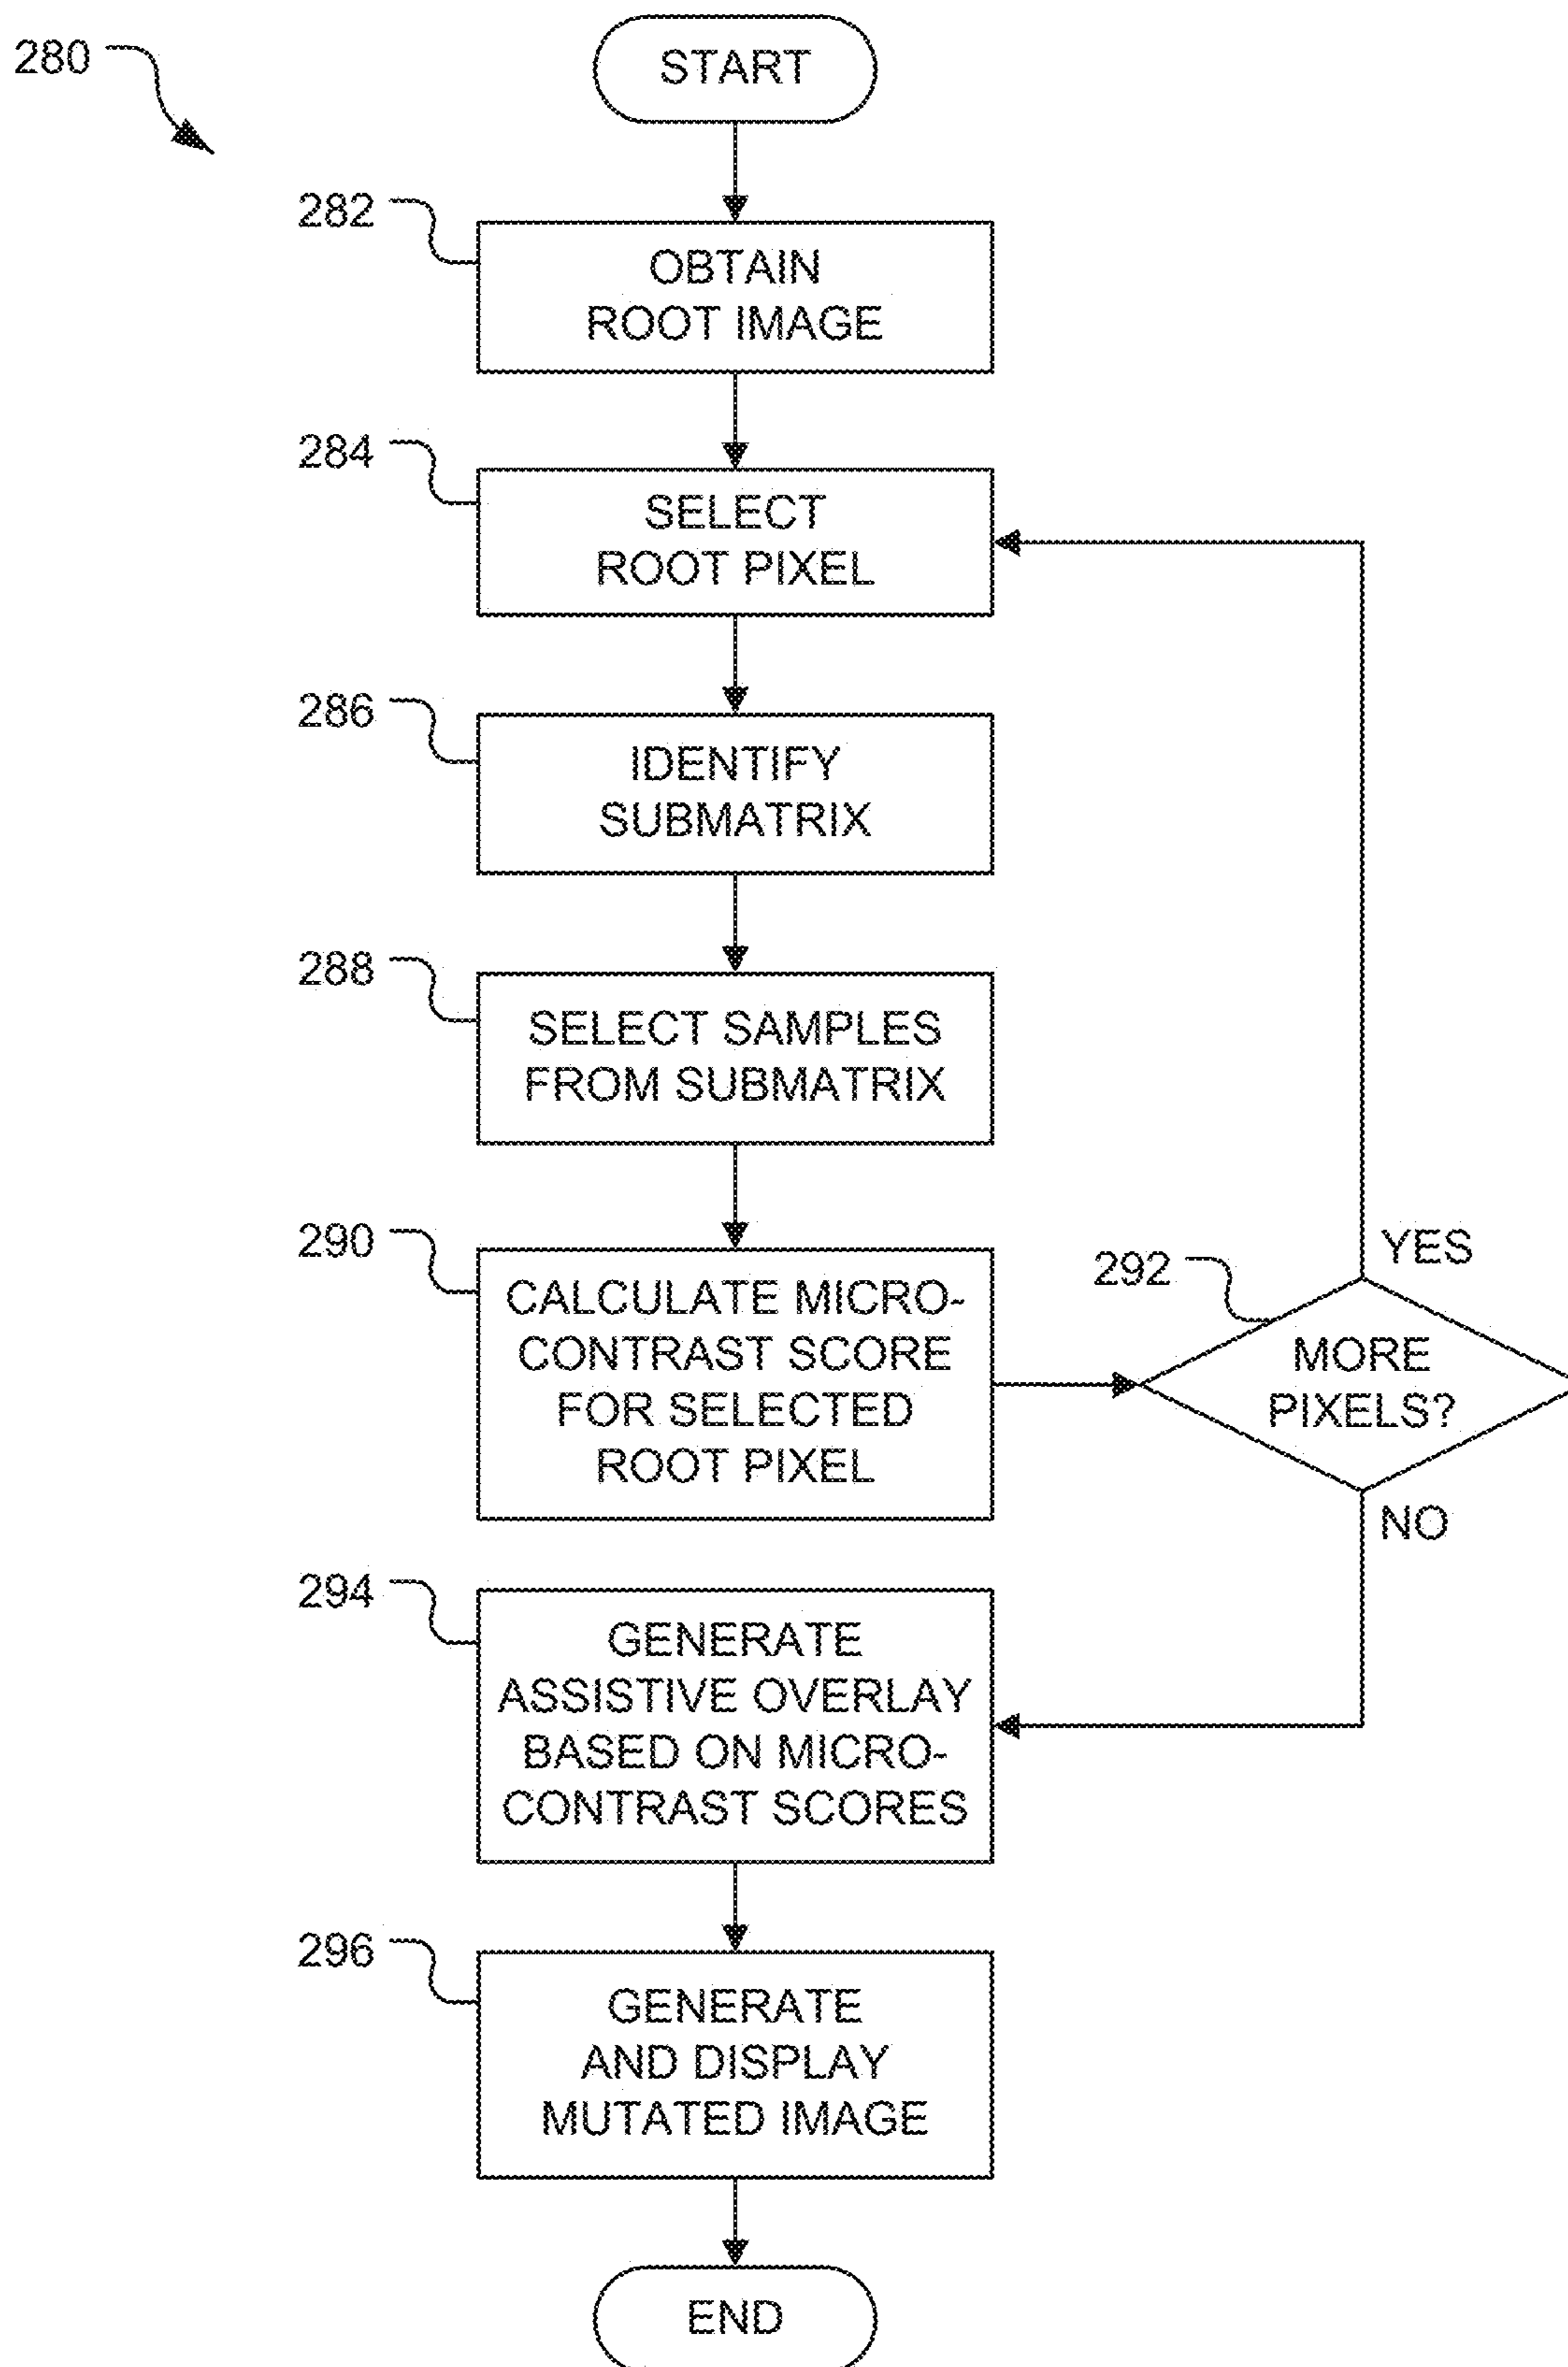 280
START
282
OBTAIN
ROOT IMAGE
284
SELECT
ROOT PIXEL
286
IDENTIFY
SUBMATRIX
288
SELECT SAMPLES
FROM SUBMATRIX
290
CALCULATE MICRO-
CONTRAST SCORE
FOR SELECTED
ROOT PIXEL
292
YES
MORE
PIXELS?
NO
294
GENERATE
ASSISTIVE OVERLAY
BASED ON MICRO-
CONTRAST SCORES
296
GENERATE
AND DISPLAY
MUTATED IMAGE
END